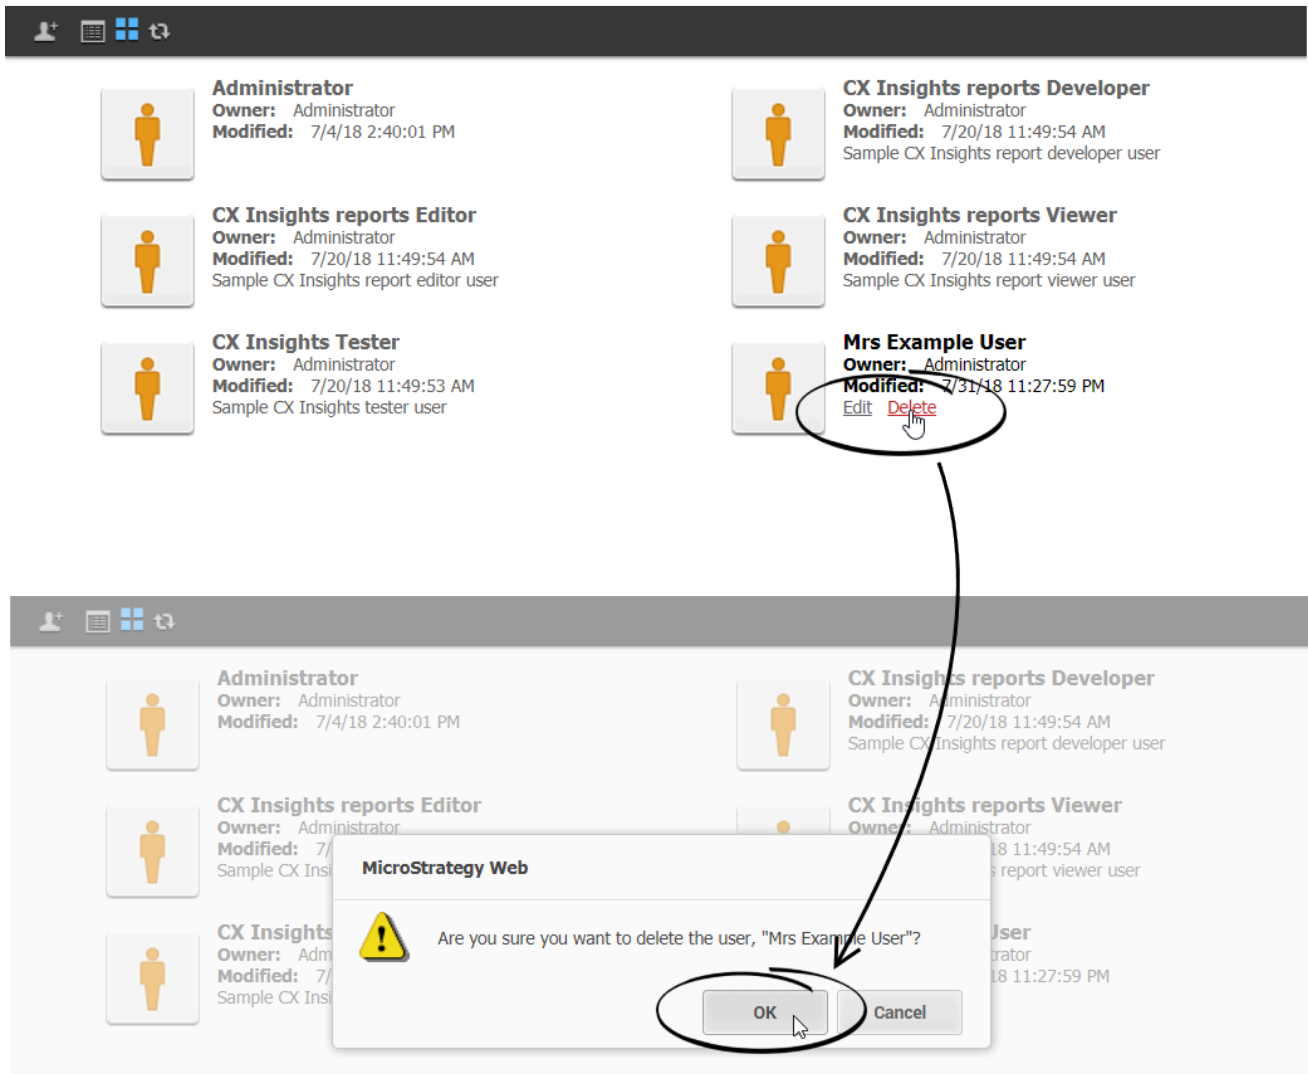 Administrator
Owner: Administrator
Modified: 7/4/18 2:40:01 PM
CX Insights reports Developer
Owner: Administrator
Modified: 7/20/18 11:49:54 AM
Sample CX Insights report developer user
CX Insights reports Editor
Owner: Administrator
Modified: 7/20/18 11:49:54 AM
Sample CX Insights report editor user
CX Insights reports Viewer
Owner: Administrator
Modified: 7/20/18 11:49:54 AM
Sample CX Insights report viewer user
CX Insights Tester
Owner: Administrator
Modified: 7/20/18 11:49:53 AM
Sample CX Insights tester user
Mrs Example User
Owner: Administrator
Modified: 7/31/18 11:27:59 PM
Edit Delete
Administrator
Owner: Administrator
Modified: 7/4/18 2:40:01 PM
CX Insights reports Developer
Owner: Administrator
Modified: 7/20/18 11:49:54 AM
Sample CX Insights report developer user
CX Insights reports Editor
Owner: Administrator
Modified: 7/
Sample CX Insi
CX Insights reports Viewer
Owner: Administrator
18 11:49:54 AM
report viewer user
CX Insights
Owner: Adm
Modified: 7/
Sample CX Insi
User
trator
18 11:27:59 PM
MicroStrategy Web
Are you sure you want to delete the user, "Mrs Example User"?
OK
Cancel